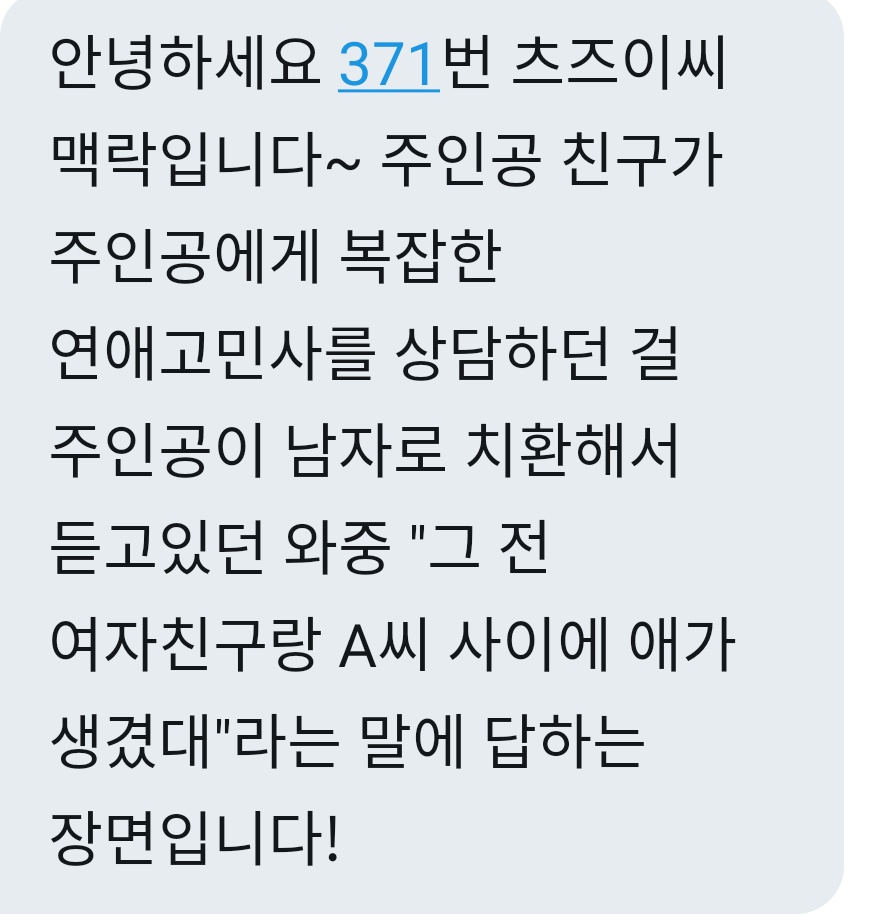 안녕하세요 371번 츠즈이씨
맥락입니다~ 주인공 친구가
주인공에게 복잡한
연애고민사를 상담하던 걸
주인공이 남자로 치환해서
듣고있던 와중 "그 전
여자친구랑 A씨 사이에 애가
생겼대"라는 말에 답하는
장면입니다!